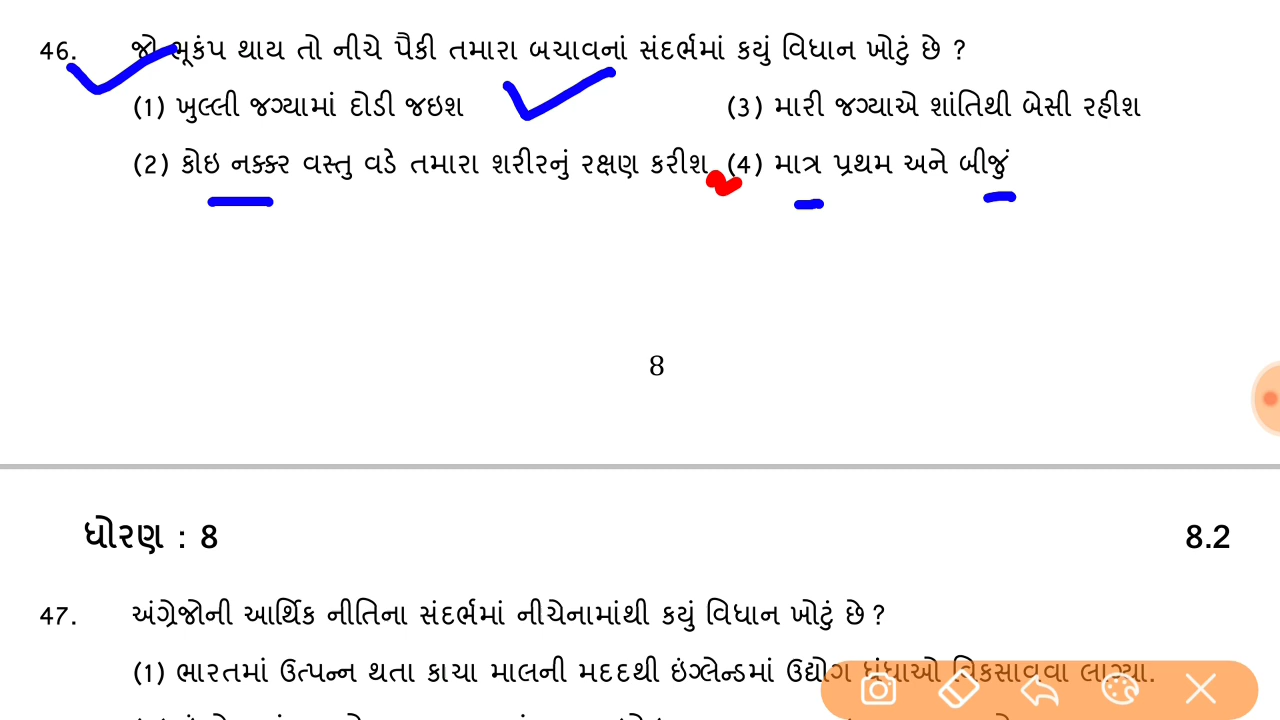 46. જો ભૂકંપ થાય તો નીચે પૈકી તમારા બચાવનાં સંદર્ભમાં કયું વિધાન ખોટું છે ?
(1) ખુલ્લી જગ્યામાં દોડી જઇશ (3) મારી જગ્યાએ શાંતિથી બેસી રહીશ
(2) કોઇ નક્કર વસ્તુ વડે તમારા શરીરનું રક્ષણ કરીશ (4) માત્ર પ્રથમ અને બીજું
8
ધોરણ : 8 8.2
47. અંગ્રેજોની આર્થિક નીતિના સંદર્ભમાં નીચેનામાંથી કયું વિધાન ખોટું છે ?
(1) ભારતમાં ઉત્પન્ન થતા કાચા માલની મદદથી ઇંગ્લેન્ડમાં ઉદ્યોગ ધંધાઓ વિકસાવવા લાગ્યા.